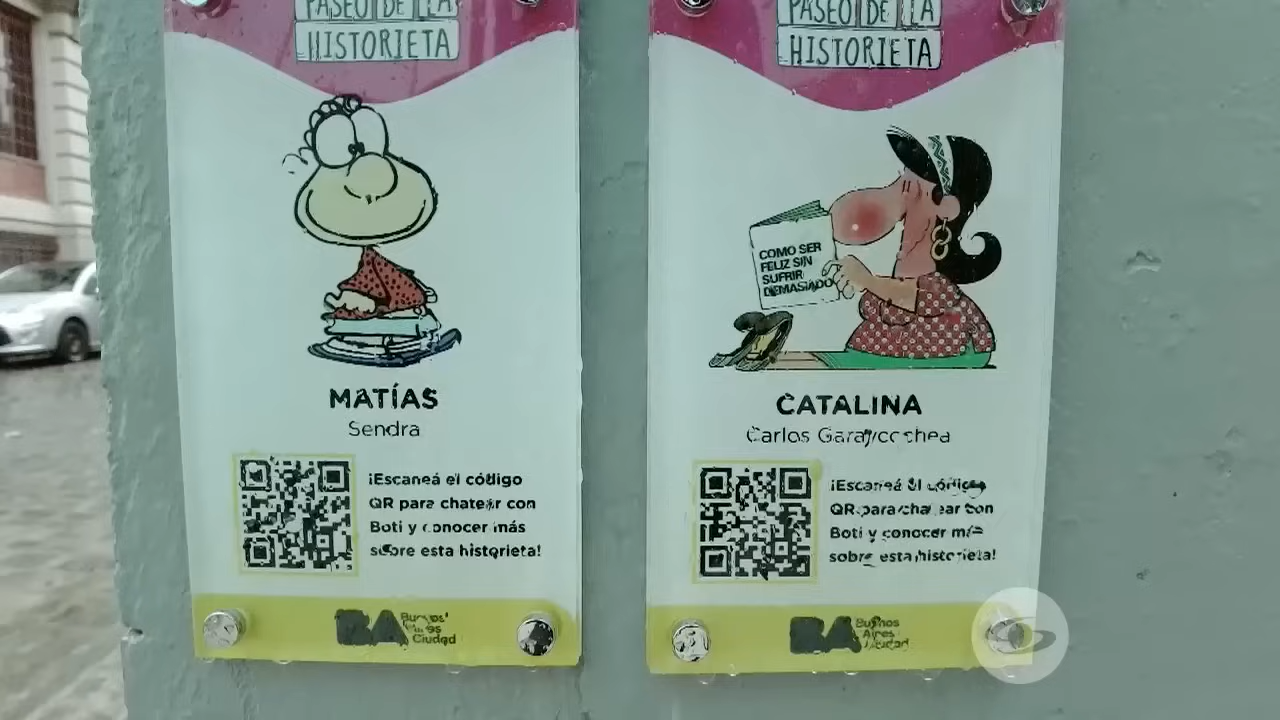 PASEO DE LA
HISTORIETA
MATÍAS
Sendra
¡Escaneá el código
QR para chatear con
Boti y conocer más
sobre esta historieta!
BA Buenos
Aires
Ciudad
PASEO DE LA
HISTORIETA
COMO SER
FELIZ SIN
SUFRIR
DEMASIADO
CATALINA
Carlos Garaycochea
¡Escaneá el código
QR para chatear con
Boti y conocer más
sobre esta historieta!
BA Buenos
Aires
Ciudad